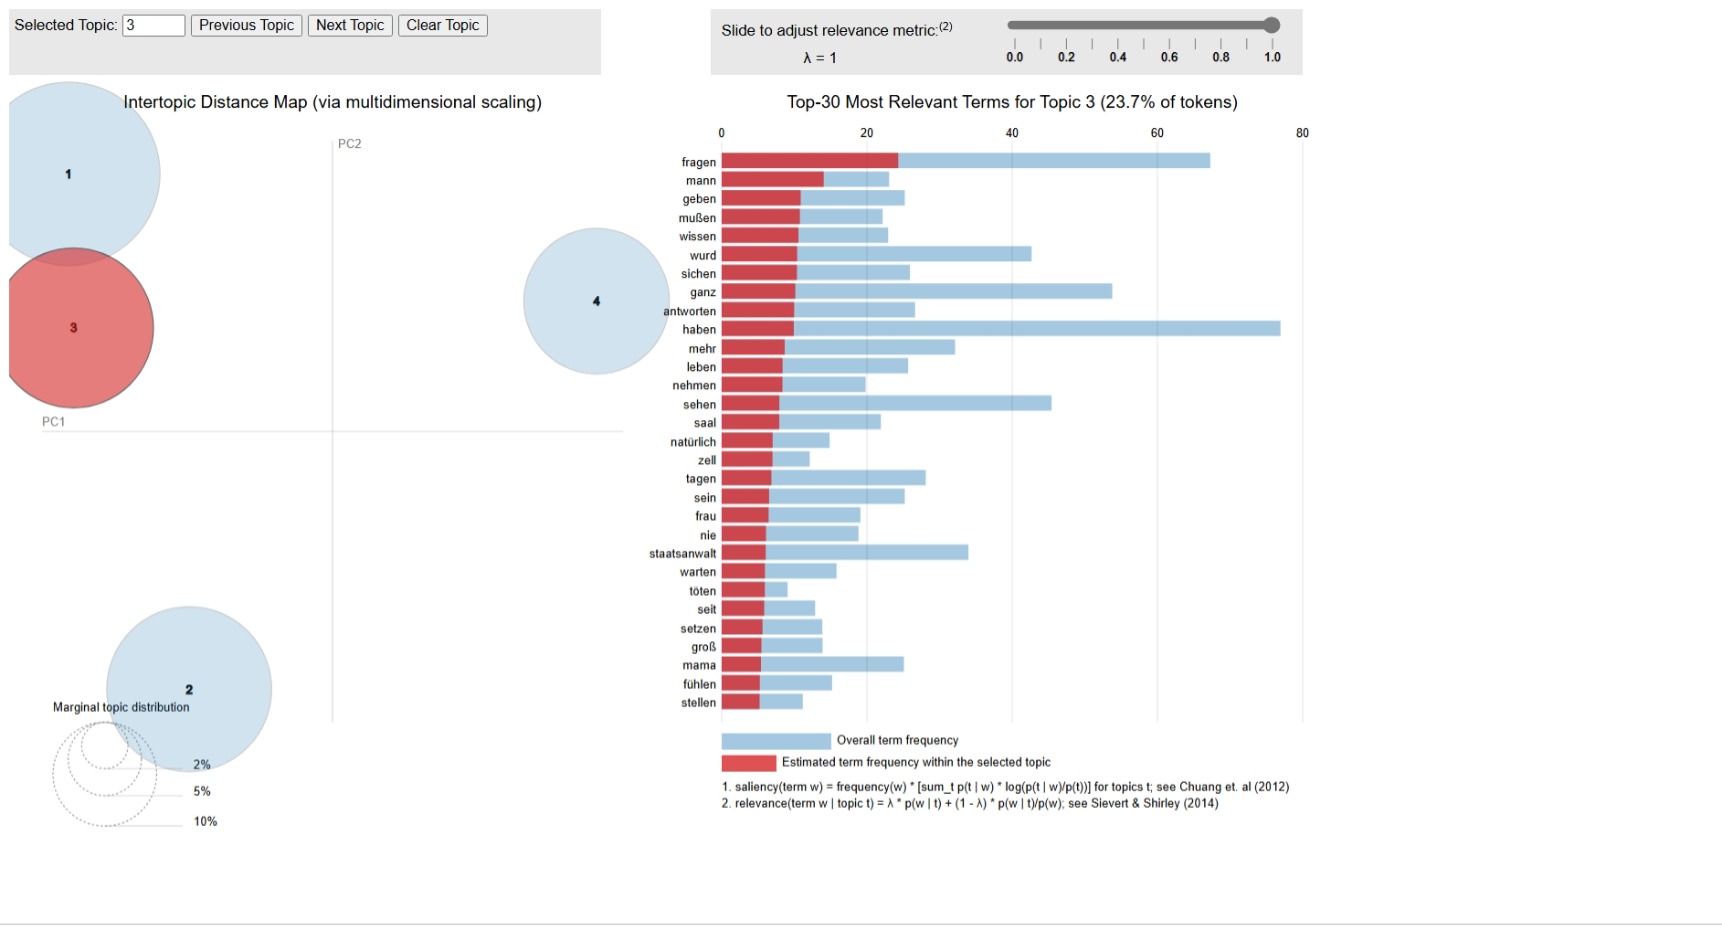 Selected Topic: 3 Previous Topic Next Topic Clear Topic
Slide to adjust relevance metric:(2)
λ = 1
0.0 0.2 0.4 0.6 0.8 1.0
Intertopic Distance Map (via multidimensional scaling)
PC2
PC1
1
3
4
2
Marginal topic distribution
2%
5%
10%
Top-30 Most Relevant Terms for Topic 3 (23.7% of tokens)
0 20 40 60 80
fragen
mann
geben
mußen
wissen
wurd
sichen
ganz
antworten
haben
mehr
leben
nehmen
sehen
saal
natürlich
zell
tagen
sein
frau
nie
staatsanwalt
warten
töten
seit
setzen
groß
mama
fühlen
stellen
Overall term frequency
Estimated term frequency within the selected topic
1. saliency(term w) = frequency(w) * [sum_t p(t | w) * log(p(t | w)/p(t))] for topics t; see Chuang et. al (2012)
2. relevance(term w | topic t) = λ * p(w | t) + (1 - λ) * p(w | t)/p(w); see Sievert & Shirley (2014)